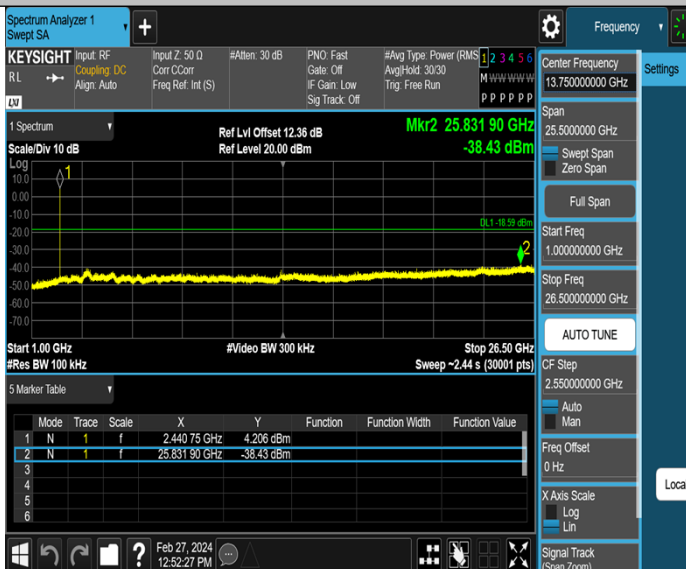 Spectrum Analyzer 1
Swept SA
Frequency
KEYSIGHT
RL
LXI
Input: RF
Coupling: DC
Align: Auto
Input Z: 50 Ω
Corr CCorr
Freq Ref: Int (S)
#Atten: 30 dB
PNO: Fast
Gate: Off
IF Gain: Low
Sig Track: Off
#Avg Type: Power (RMS
Avg|Hold: 30/30
Trig: Free Run
1 2 3 4 5 6
M W W W W W
P P P P P P
Center Frequency
13.75000000 GHz
Settings
Span
25.5000000 GHz
Swept Span
Zero Span
Full Span
Start Freq
1.000000000 GHz
Stop Freq
26.50000000 GHz
AUTO TUNE
CF Step
2.550000000 GHz
Auto
Man
Freq Offset
0 Hz
X Axis Scale
Log
Lin
Signal Track
(Span Zoom)
Loca
1 Spectrum
Scale/Div 10 dB
Ref Lvl Offset 12.36 dB
Ref Level 20.00 dBm
Mkr2 25.831 90 GHz
-38.43 dBm
Log
10.0
0.00
-10.0
-20.0
-30.0
-40.0
-50.0
-60.0
-70.0
1
DL1 -18.59 dBm
2
Start 1.00 GHz
#Res BW 100 kHz
#Video BW 300 kHz
Stop 26.50 GHz
Sweep ~2.44 s (30001 pts)
5 Marker Table
Mode Trace Scale X Y Function Function Width Function Value
1 N 1 f 2.440 75 GHz 4.206 dBm
2 N 1 f 25.831 90 GHz -38.43 dBm
3
4
5
6
?
Feb 27, 2024
12:52:27 PM